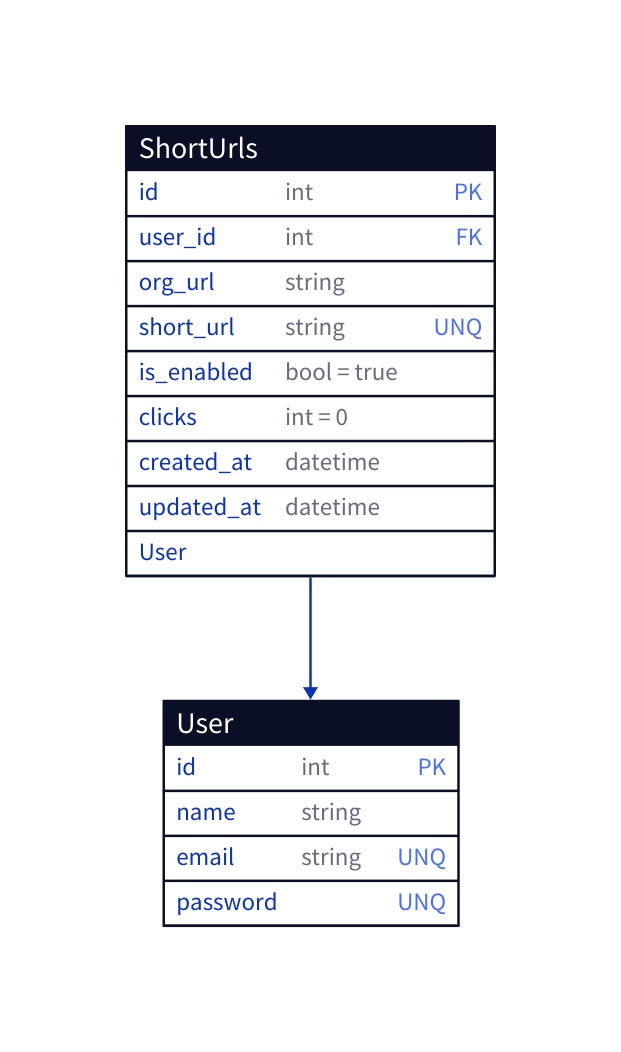 ShortUrls
id int PK
user_id int FK
org_url string
short_url string UNQ
is_enabled bool = true
clicks int = 0
created_at datetime
updated_at datetime
User
User
id int PK
name string
email string UNQ
password UNQ